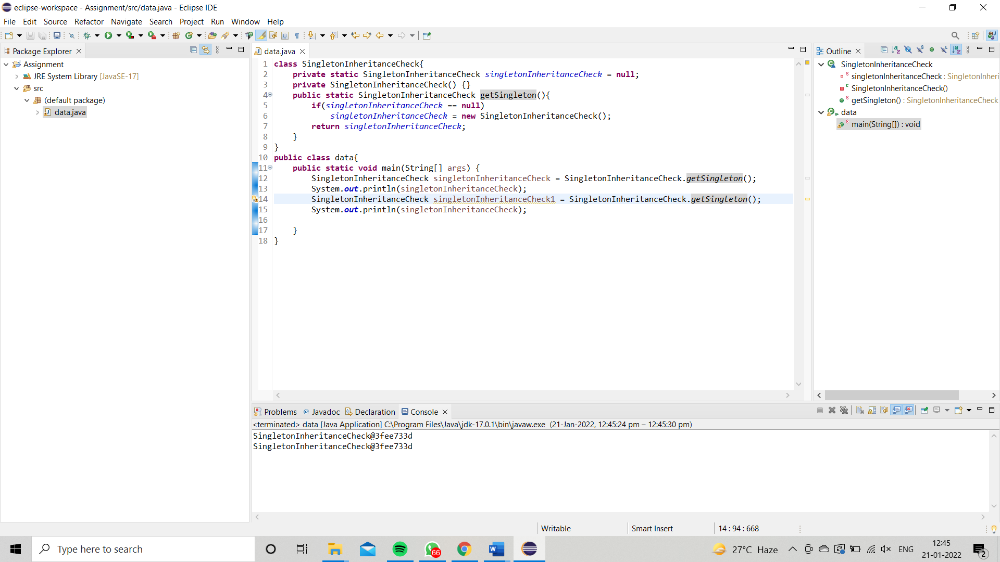 eclipse-workspace - Assignment/src/data.java - Eclipse IDE
File Edit Source Refactor Navigate Search Project Run Window Help
Package Explorer
Assignment
JRE System Library [JavaSE-17]
src
(default package)
data.java
data.java
1 class SingletonInheritanceCheck{
2 private static SingletonInheritanceCheck singletonInheritanceCheck = null;
3 private SingletonInheritanceCheck() {}
4 public static SingletonInheritanceCheck getSingleton(){
5 if(singletonInheritanceCheck == null)
6 singletonInheritanceCheck = new SingletonInheritanceCheck();
7 return singletonInheritanceCheck;
8 }
9 }
10 public class data{
11 public static void main(String[] args) {
12 SingletonInheritanceCheck singletonInheritanceCheck = SingletonInheritanceCheck.getSingleton();
13 System.out.println(singletonInheritanceCheck);
14 SingletonInheritanceCheck singletonInheritanceCheck1 = SingletonInheritanceCheck.getSingleton();
15 System.out.println(singletonInheritanceCheck);
16
17 }
18 }
Outline
SingletonInheritanceCheck
singletonInheritanceCheck : SingletonInheri
SingletonInheritanceCheck()
getSingleton() : SingletonInheritanceCheck
data
main(String[]) : void
Problems @ Javadoc Declaration Console
<terminated> data [Java Application] C:\Program Files\Java\jdk-17.0.1\bin\javaw.exe (21-Jan-2022, 12:45:24 pm – 12:45:30 pm)
SingletonInheritanceCheck@3fee733d
SingletonInheritanceCheck@3fee733d
Writable Smart Insert 14 : 94 : 668
Type here to search
66
27°C Haze
ENG
12:45
21-01-2022
2